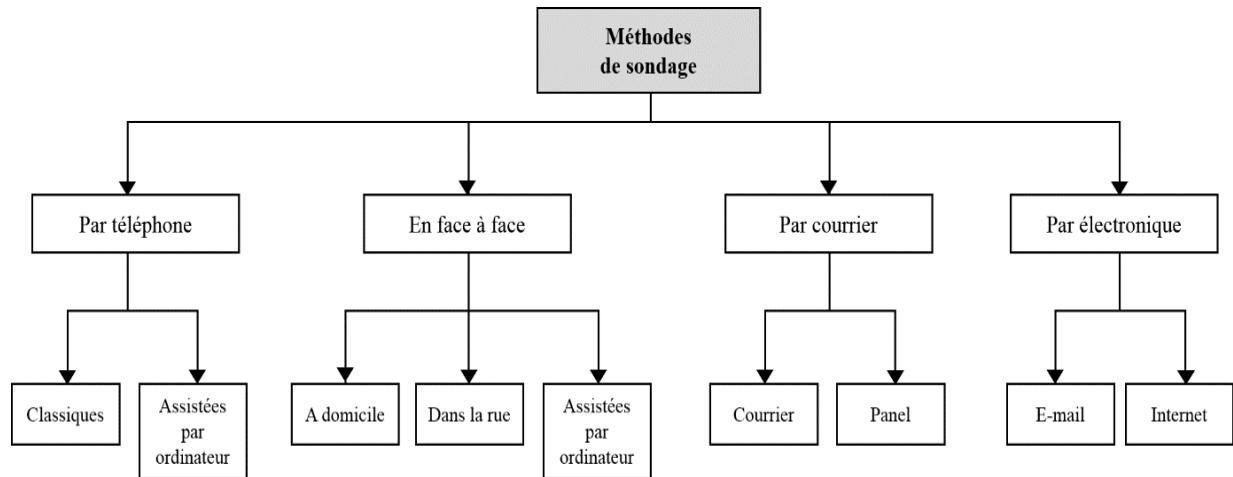 Méthodes
de sondage
Par téléphone
En face à face
Par courrier
Par électronique
Classiques
Assistées
par
ordinateur
A domicile
Dans la rue
Assistées
par
ordinateur
Courrier
Panel
E-mail
Internet